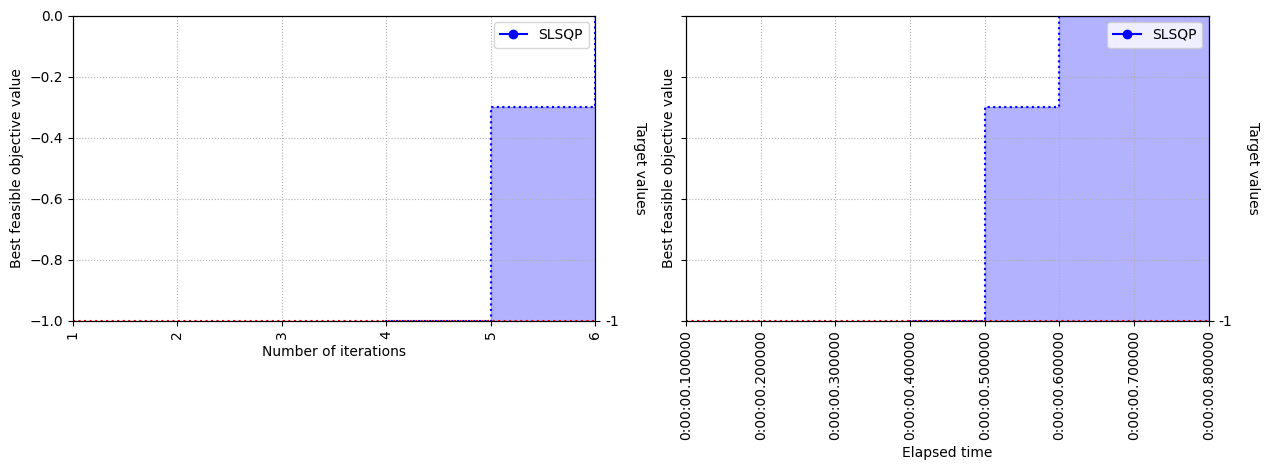 Best feasible objective value
0.0
−0.2
−0.4
−0.6
−0.8
−1.0
1
2
3
4
5
6
Number of iterations
SLSQP
Target values
-1
Best feasible objective value
0:00:00.100000
0:00:00.200000
0:00:00.300000
0:00:00.400000
0:00:00.500000
0:00:00.600000
0:00:00.700000
0:00:00.800000
Elapsed time
SLSQP
Target values
-1